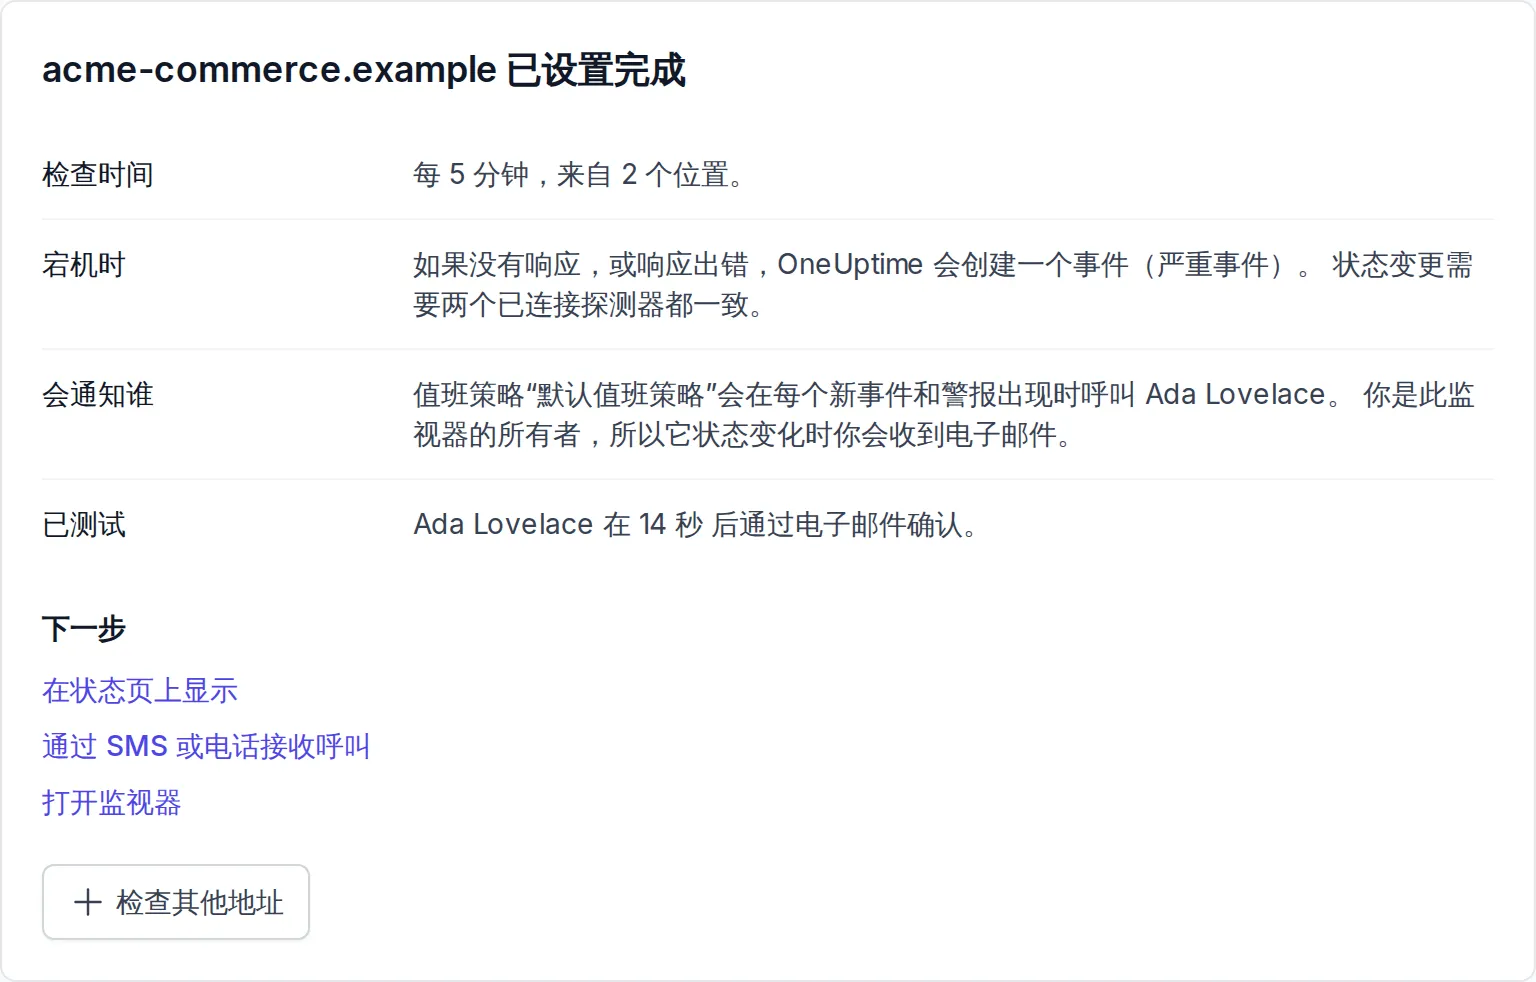 acme-commerce.example 已设置完成
检查时间
每 5 分钟，来自 2 个位置。
宕机时
如果没有响应，或响应出错，OneUptime 会创建一个事件（严重事件）。 状态变更需
要两个已连接探测器都一致。
会通知谁
值班策略“默认值班策略”会在每个新事件和警报出现时呼叫 Ada Lovelace。 你是此监
视器的所有者，所以它状态变化时你会收到电子邮件。
已测试
Ada Lovelace 在 14 秒 后通过电子邮件确认。
下一步
在状态页上显示
通过 SMS 或电话接收呼叫
打开监视器
检查其他地址